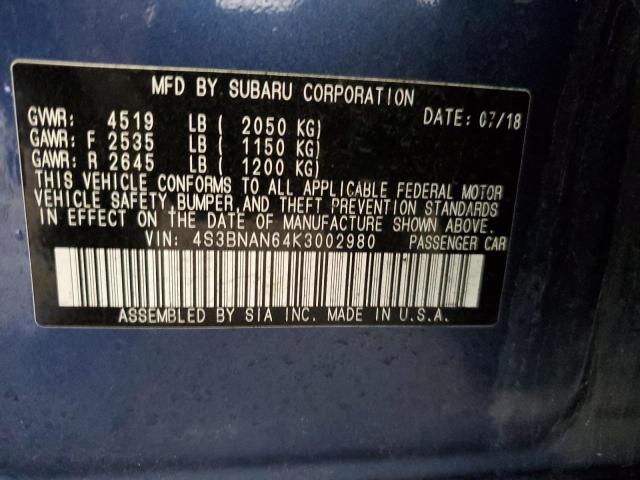 MFD BY SUBARU CORPORATION
GVWR: 4519 LB ( 2050 KG) DATE: 07/18
GAWR: F 2535 LB ( 1150 KG)
GAWR: R 2645 LB ( 1200 KG)
THIS VEHICLE CONFORMS TO ALL APPLICABLE FEDERAL MOTOR
VEHICLE SAFETY, BUMPER, AND THEFT PREVENTION STANDARDS
IN EFFECT ON THE DATE OF MANUFACTURE SHOWN ABOVE.
VIN: 4S3BNAN64K3002980 PASSENGER CAR
ASSEMBLED BY SIA INC. MADE IN U.S.A.